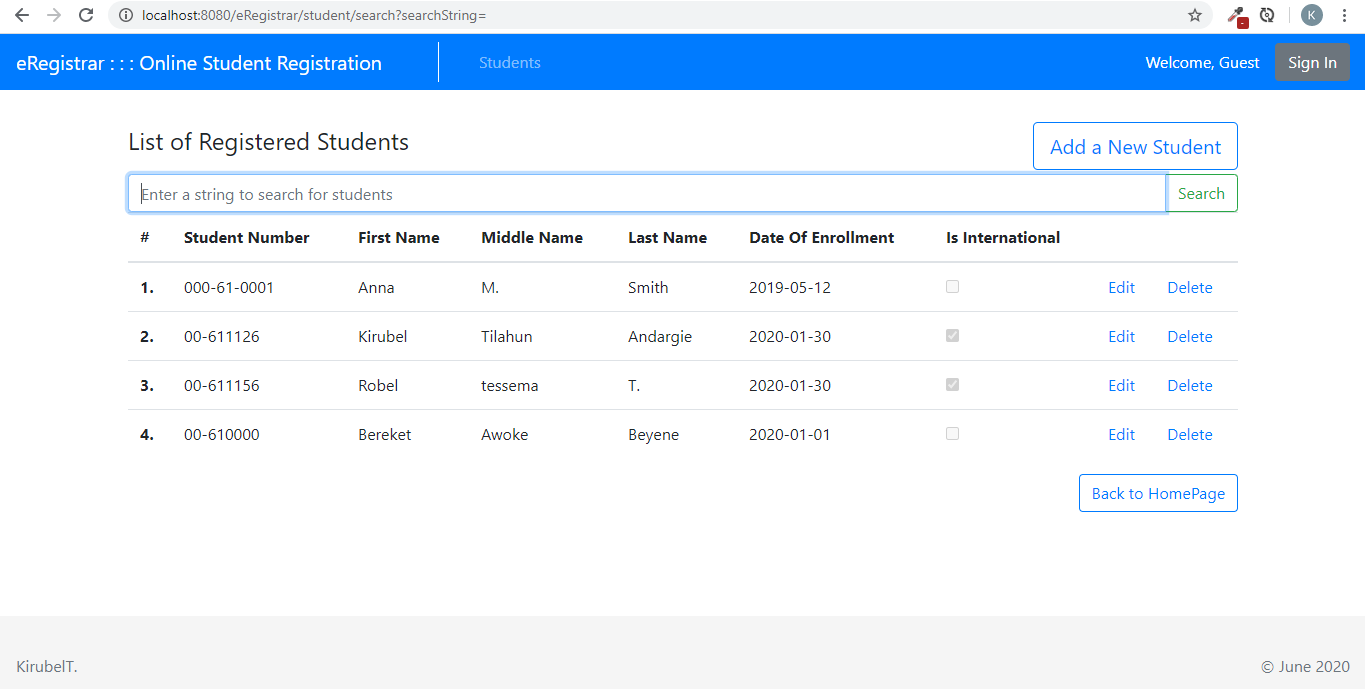 localhost:8080/eRegistrar/student/search?searchString=
K
eRegistrar : : : Online Student Registration Students Welcome, Guest Sign In
List of Registered Students Add a New Student
Enter a string to search for students Search
# Student Number First Name Middle Name Last Name Date Of Enrollment Is International
1. 000-61-0001 Anna M. Smith 2019-05-12 Edit Delete
2. 00-611126 Kirubel Tilahun Andargie 2020-01-30 Edit Delete
3. 00-611156 Robel tessema T. 2020-01-30 Edit Delete
4. 00-610000 Bereket Awoke Beyene 2020-01-01 Edit Delete
Back to HomePage
KirubelT. © June 2020